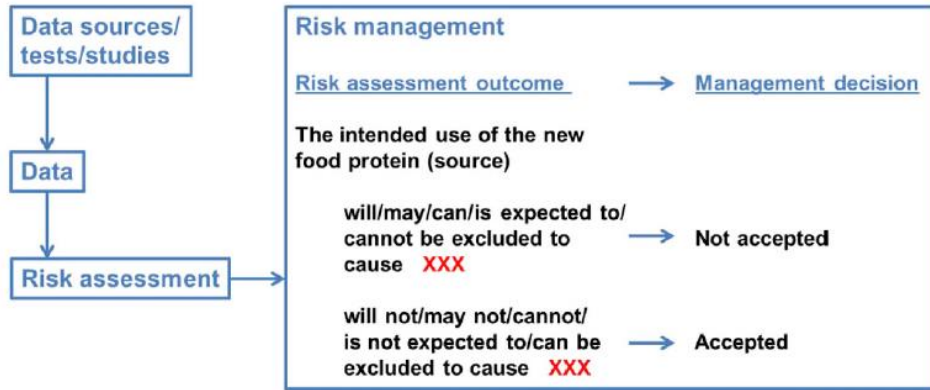 Data sources/
tests/studies
Data
Risk assessment
Risk management
Risk assessment outcome
Management decision
The intended use of the new
food protein (source)
will/may/can/is expected to/
cannot be excluded to
cause XXX
Not accepted
will not/may not/cannot/
is not expected to/can be
excluded to cause XXX
Accepted